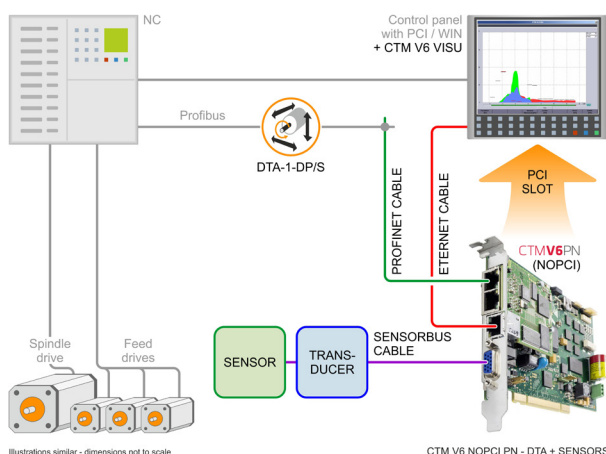 NC
Control panel
with PCI / WIN
+ CTM V6 VISU
Profibus
DTA-1-DP/S
PROFINET CABLE
ETERNET CABLE
PCI
SLOT
CTMV6PN
(NOPCI)
SENSORBUS
CABLE
SENSOR
TRANS-
DUCER
Spindle
drive
Feed
drives
Illustrations similar - dimensions not to scale
CTM V6 NOPCI PN - DTA + SENSORS